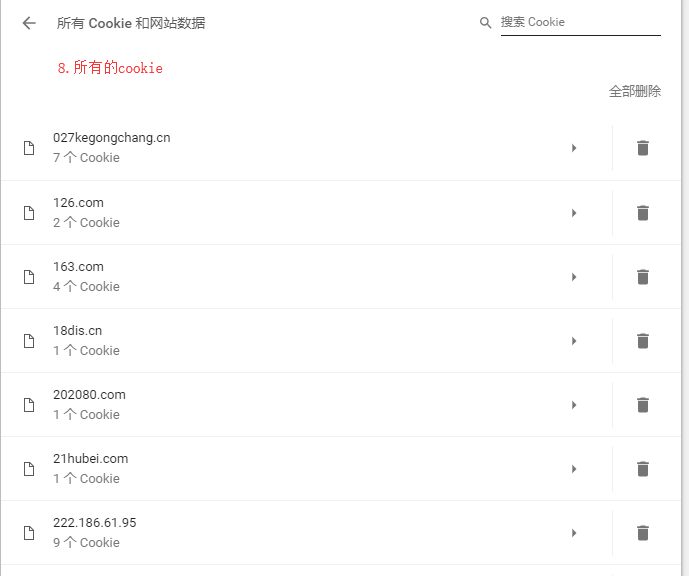 所有 Cookie 和网站数据
搜索 Cookie
8. 所有的cookie
全部删除
027kegongchang.cn
7 个 Cookie
126.com
2 个 Cookie
163.com
4 个 Cookie
18dis.cn
1 个 Cookie
202080.com
1 个 Cookie
21hubei.com
1 个 Cookie
222.186.61.95
9 个 Cookie